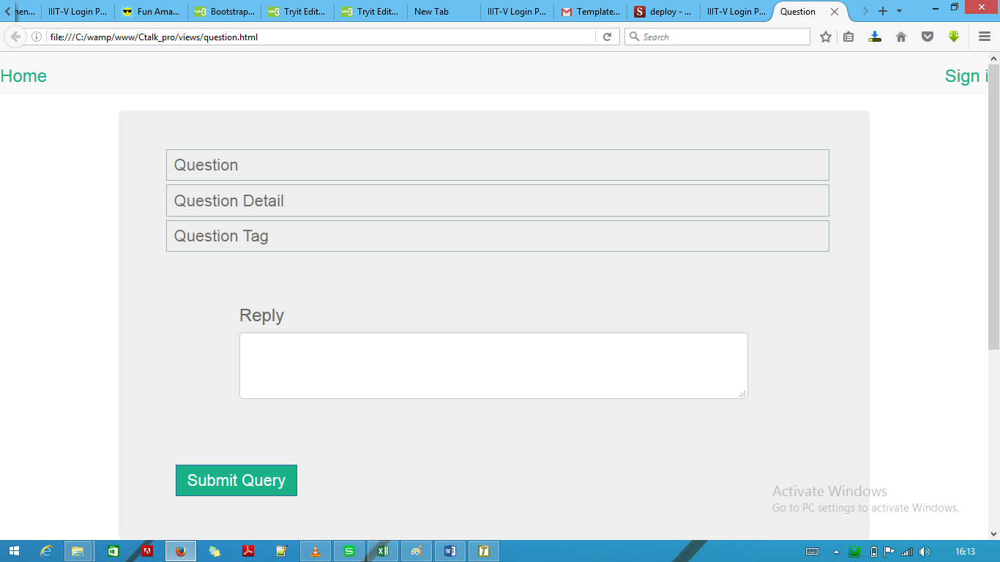 hen... IIIT-V Login P... Fun Ama... Bootstrap... Tryit Edit... Tryit Edit... New Tab IIIT-V Login P... Template... deploy - ... IIIT-V Login P... Question
file:///C:/wamp/www/Ctalk_pro/views/question.html Search
Home Sign i
Question
Question Detail
Question Tag
Reply
Submit Query
Activate Windows
Go to PC settings to activate Windows.
16:13